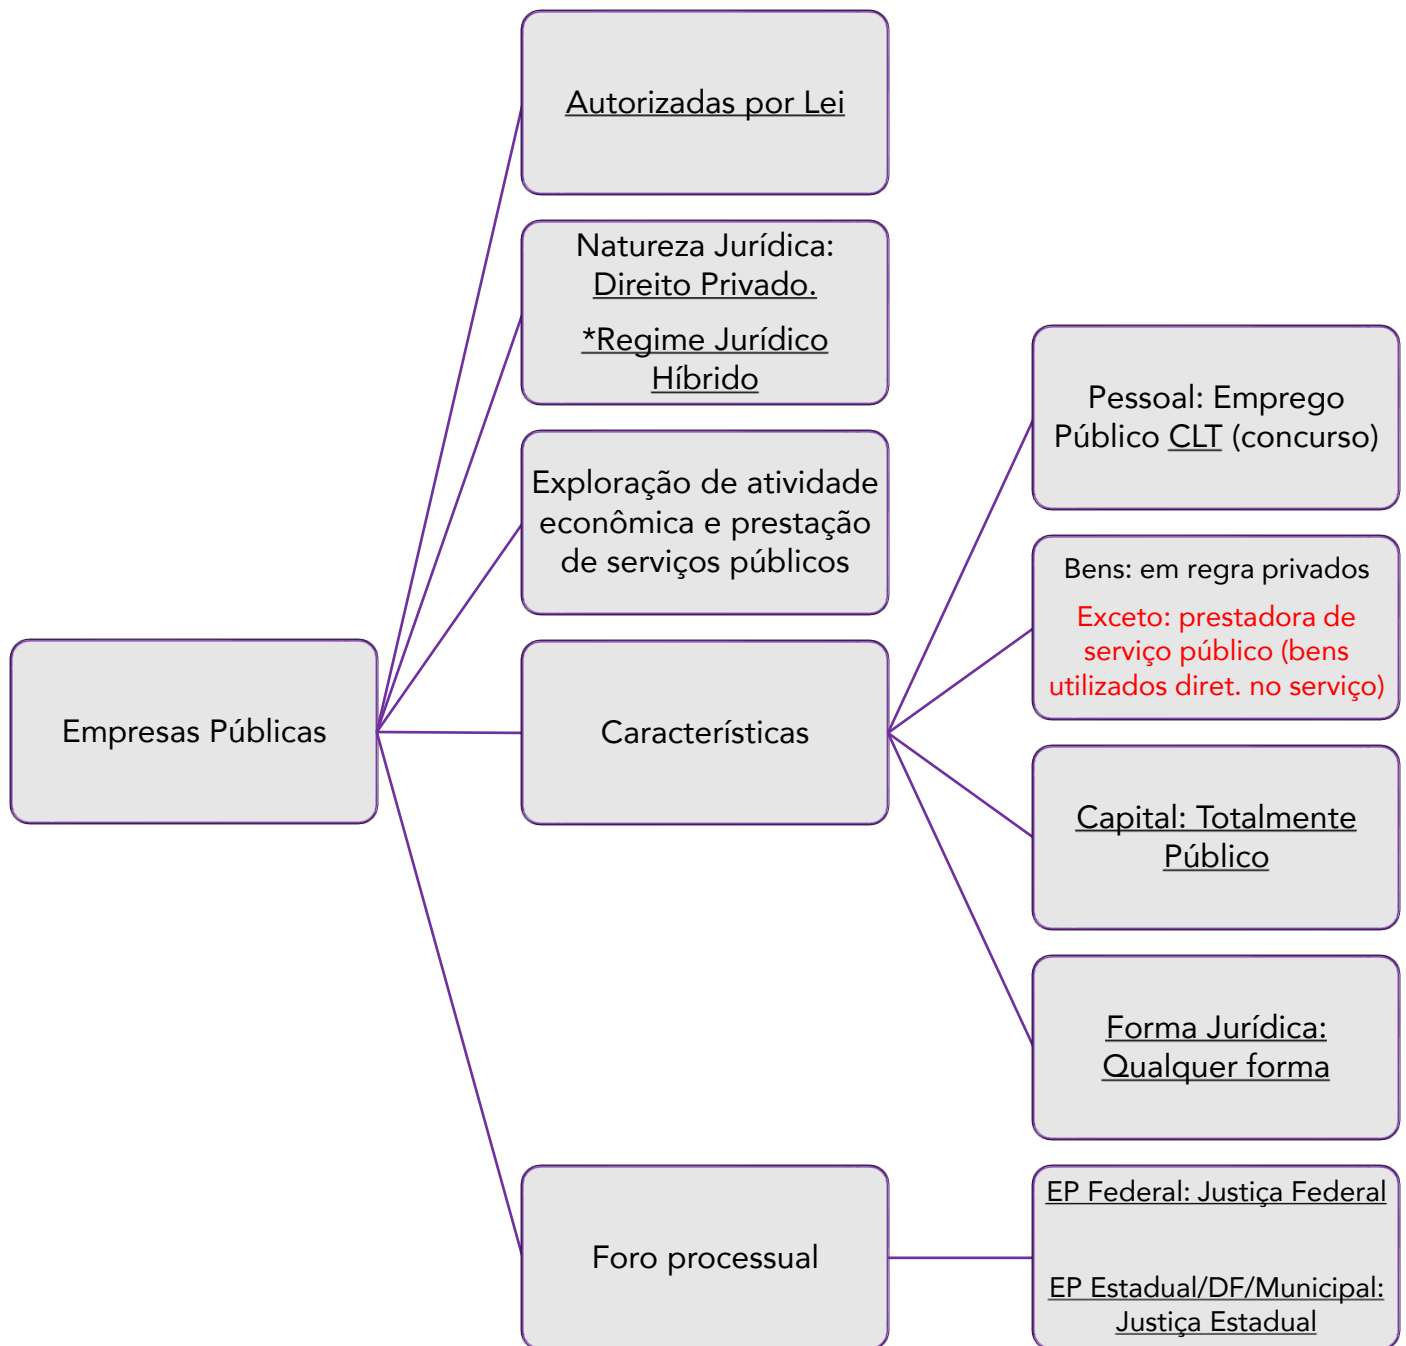 Autorizadas por Lei
Natureza Jurídica:
Direito Privado.
*Regime Jurídico
Híbrido
Exploração de atividade
econômica e prestação
de serviços públicos
Empresas Públicas
Características
Pessoal: Emprego
Público CLT (concurso)
Bens: em regra privados
Exceto: prestadora de
serviço público (bens
utilizados diret. no serviço)
Capital: Totalmente
Público
Forma Jurídica:
Qualquer forma
Foro processual
EP Federal: Justiça Federal
EP Estadual/DF/Municipal:
Justiça Estadual